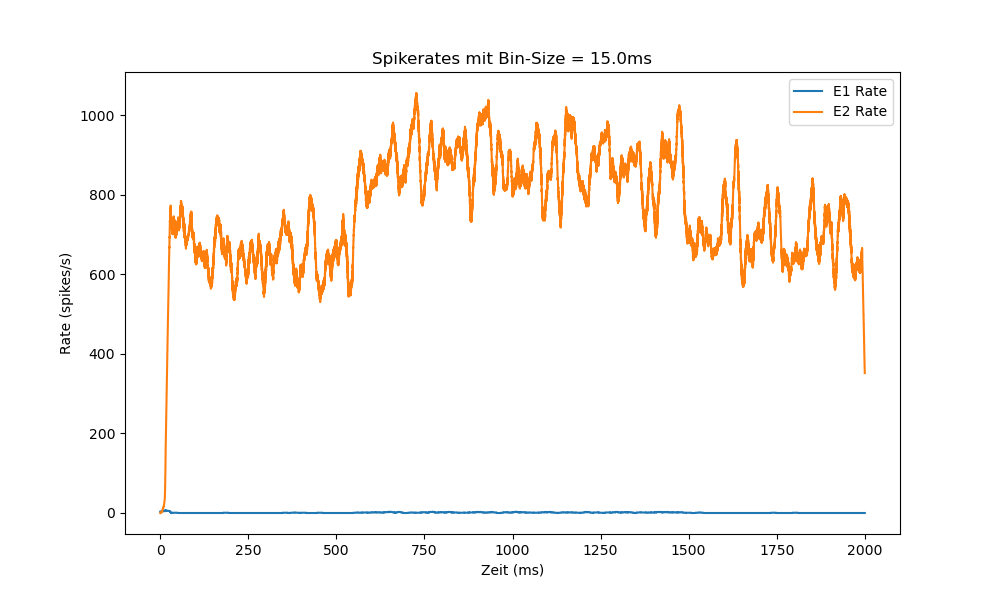 Spikerates mit Bin-Size = 15.0ms
E1 Rate
E2 Rate
Rate (spikes/s)
1000
800
600
400
200
0
0 250 500 750 1000 1250 1500 1750 2000
Zeit (ms)